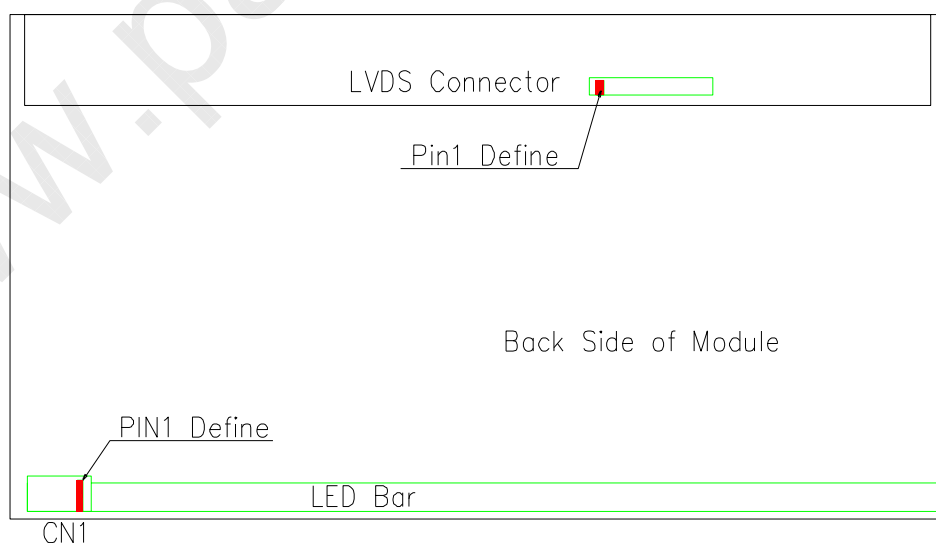 LVDS Connector
Pin1 Define
Back Side of Module
PIN1 Define
LED Bar
CN1